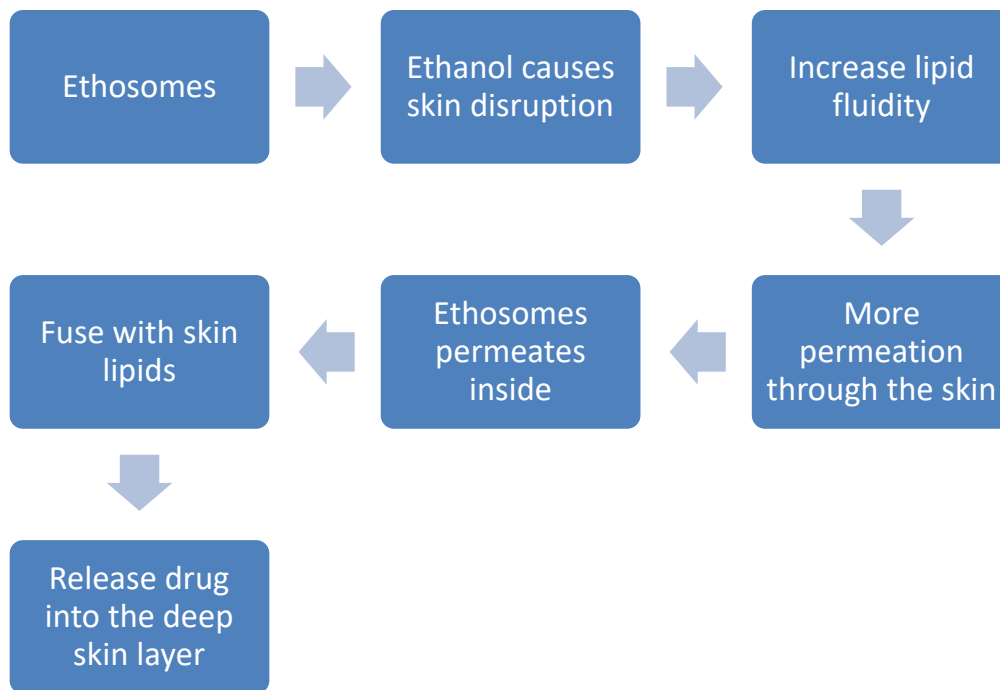 Ethosomes
Ethanol causes
skin disruption
Increase lipid
fluidity
More
permeation
through the skin
Ethosomes
permeates
inside
Fuse with skin
lipids
Release drug
into the deep
skin layer